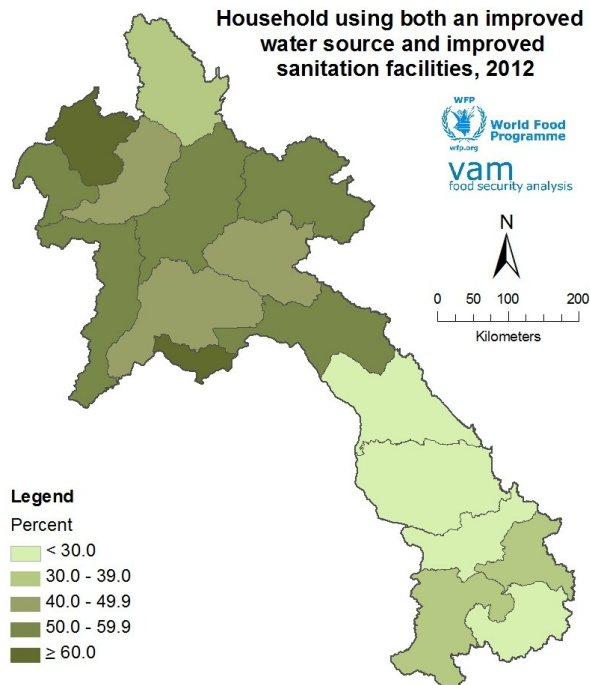 Household using both an improved
water source and improved
sanitation facilities, 2012
WFP
wfp.org
World Food
Programme
vam
food security analysis
N
0 50 100 200
Kilometers
Legend
Percent
< 30.0
30.0 - 39.0
40.0 - 49.9
50.0 - 59.9
≥ 60.0